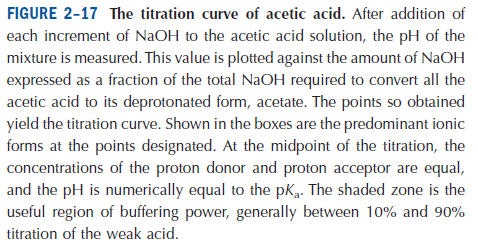 FIGURE 2–17 The titration curve of acetic acid. After addition of
each increment of NaOH to the acetic acid solution, the pH of the
mixture is measured. This value is plotted against the amount of NaOH
expressed as a fraction of the total NaOH required to convert all the
acetic acid to its deprotonated form, acetate. The points so obtained
yield the titration curve. Shown in the boxes are the predominant ionic
forms at the points designated. At the midpoint of the titration, the
concentrations of the proton donor and proton acceptor are equal,
and the pH is numerically equal to the pKa. The shaded zone is the
useful region of buffering power, generally between 10% and 90%
titration of the weak acid.